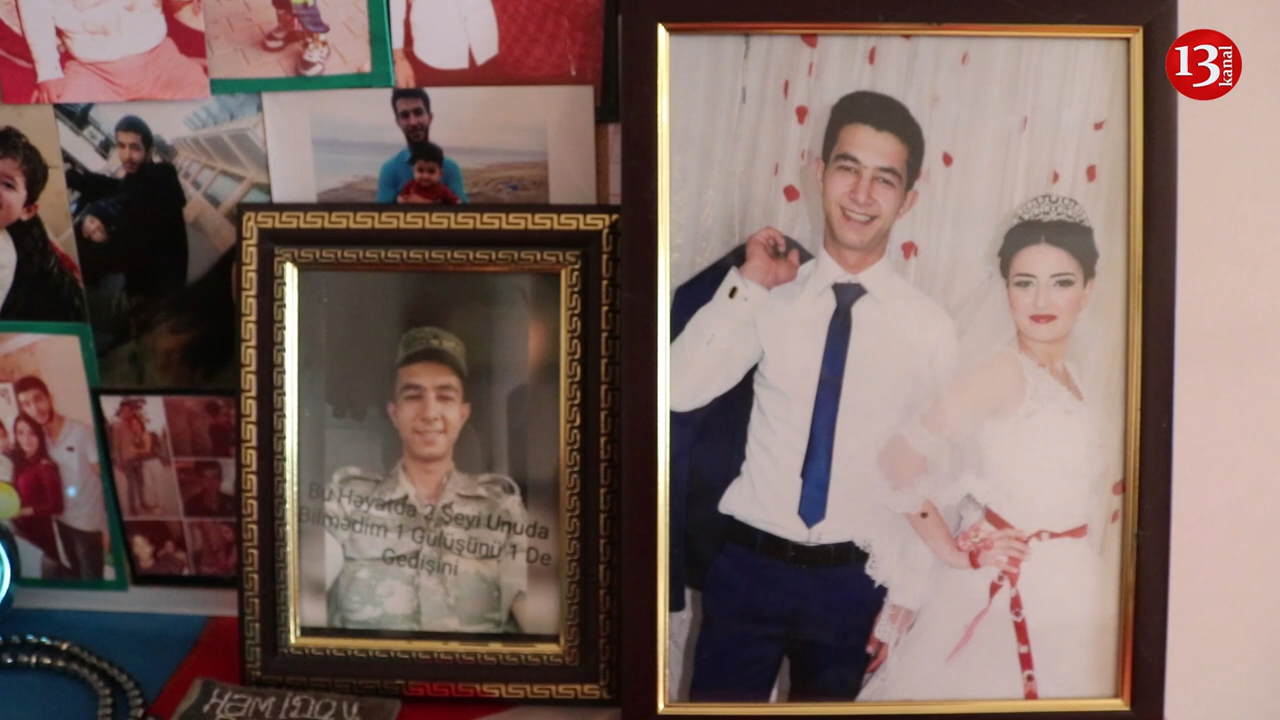 13
kanal
Bu Həyatda 2 Şeyi Unuda
Bilmədim 1 Gülüşünü 1 De
Gedişini